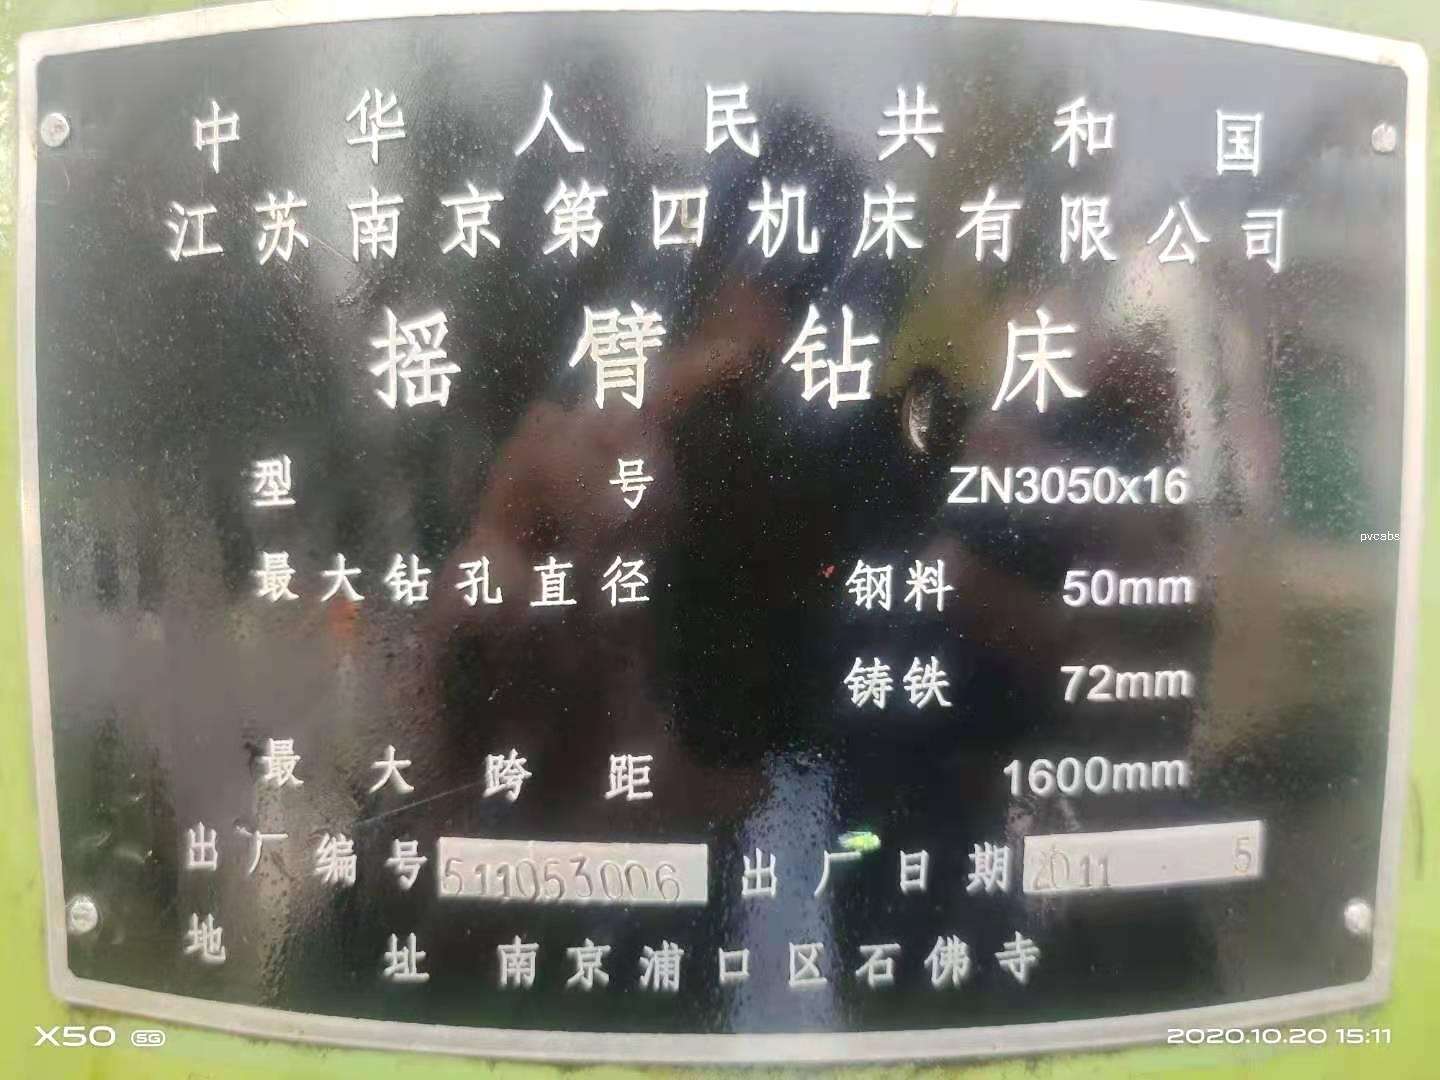 中华人民共和国
江苏南京第四机床有限公司
摇臂钻床
型号 ZN3050x16
最大钻孔直径 钢料 50mm
铸铁 72mm
最大跨距 1600mm
出厂编号 511053006 出厂日期 2011 . 5
地址 南京浦口区石佛寺
pvcabs
X50 5G
2020.10.20 15:11